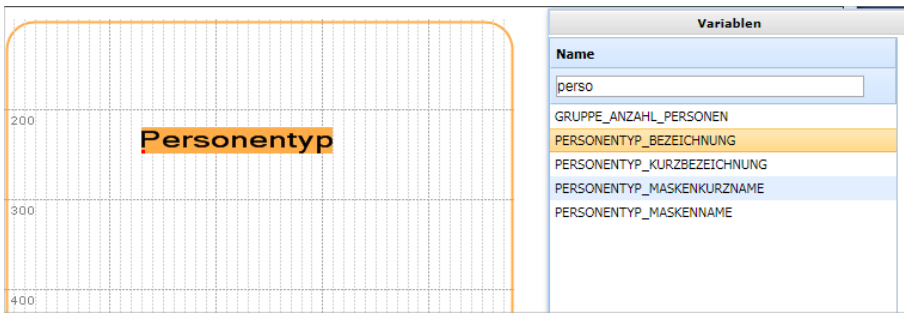 200
Personentyp
300
400
Variablen
Name
perso
GRUPPE_ANZAHL_PERSONEN
PERSONENTYP_BEZEICHNUNG
PERSONENTYP_KURZBEZEICHNUNG
PERSONENTYP_MASKENKURZNAME
PERSONENTYP_MASKENNAME